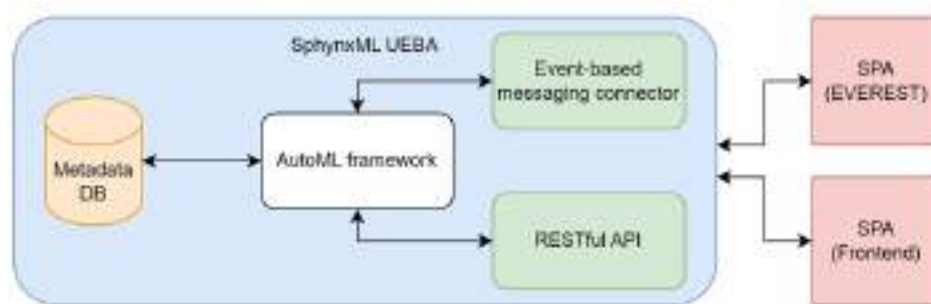 SphynxML UEBA
Event-based
messaging connector
SPA
(EVEREST)
Metadata
DB
AutoML framework
RESTful API
SPA
(Frontend)